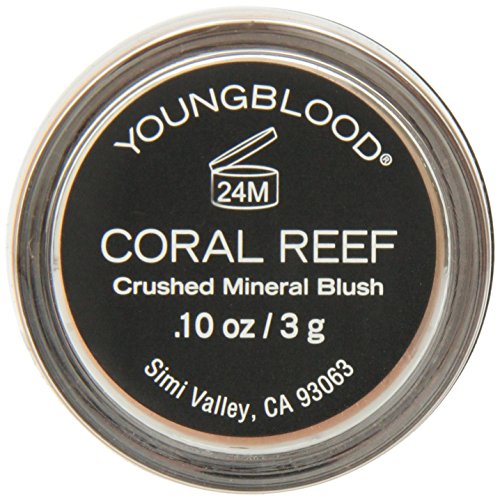 YOUNGBLOOD®
24M
CORAL REEF
Crushed Mineral Blush
.10 oz / 3 g
Simi Valley, CA 93063